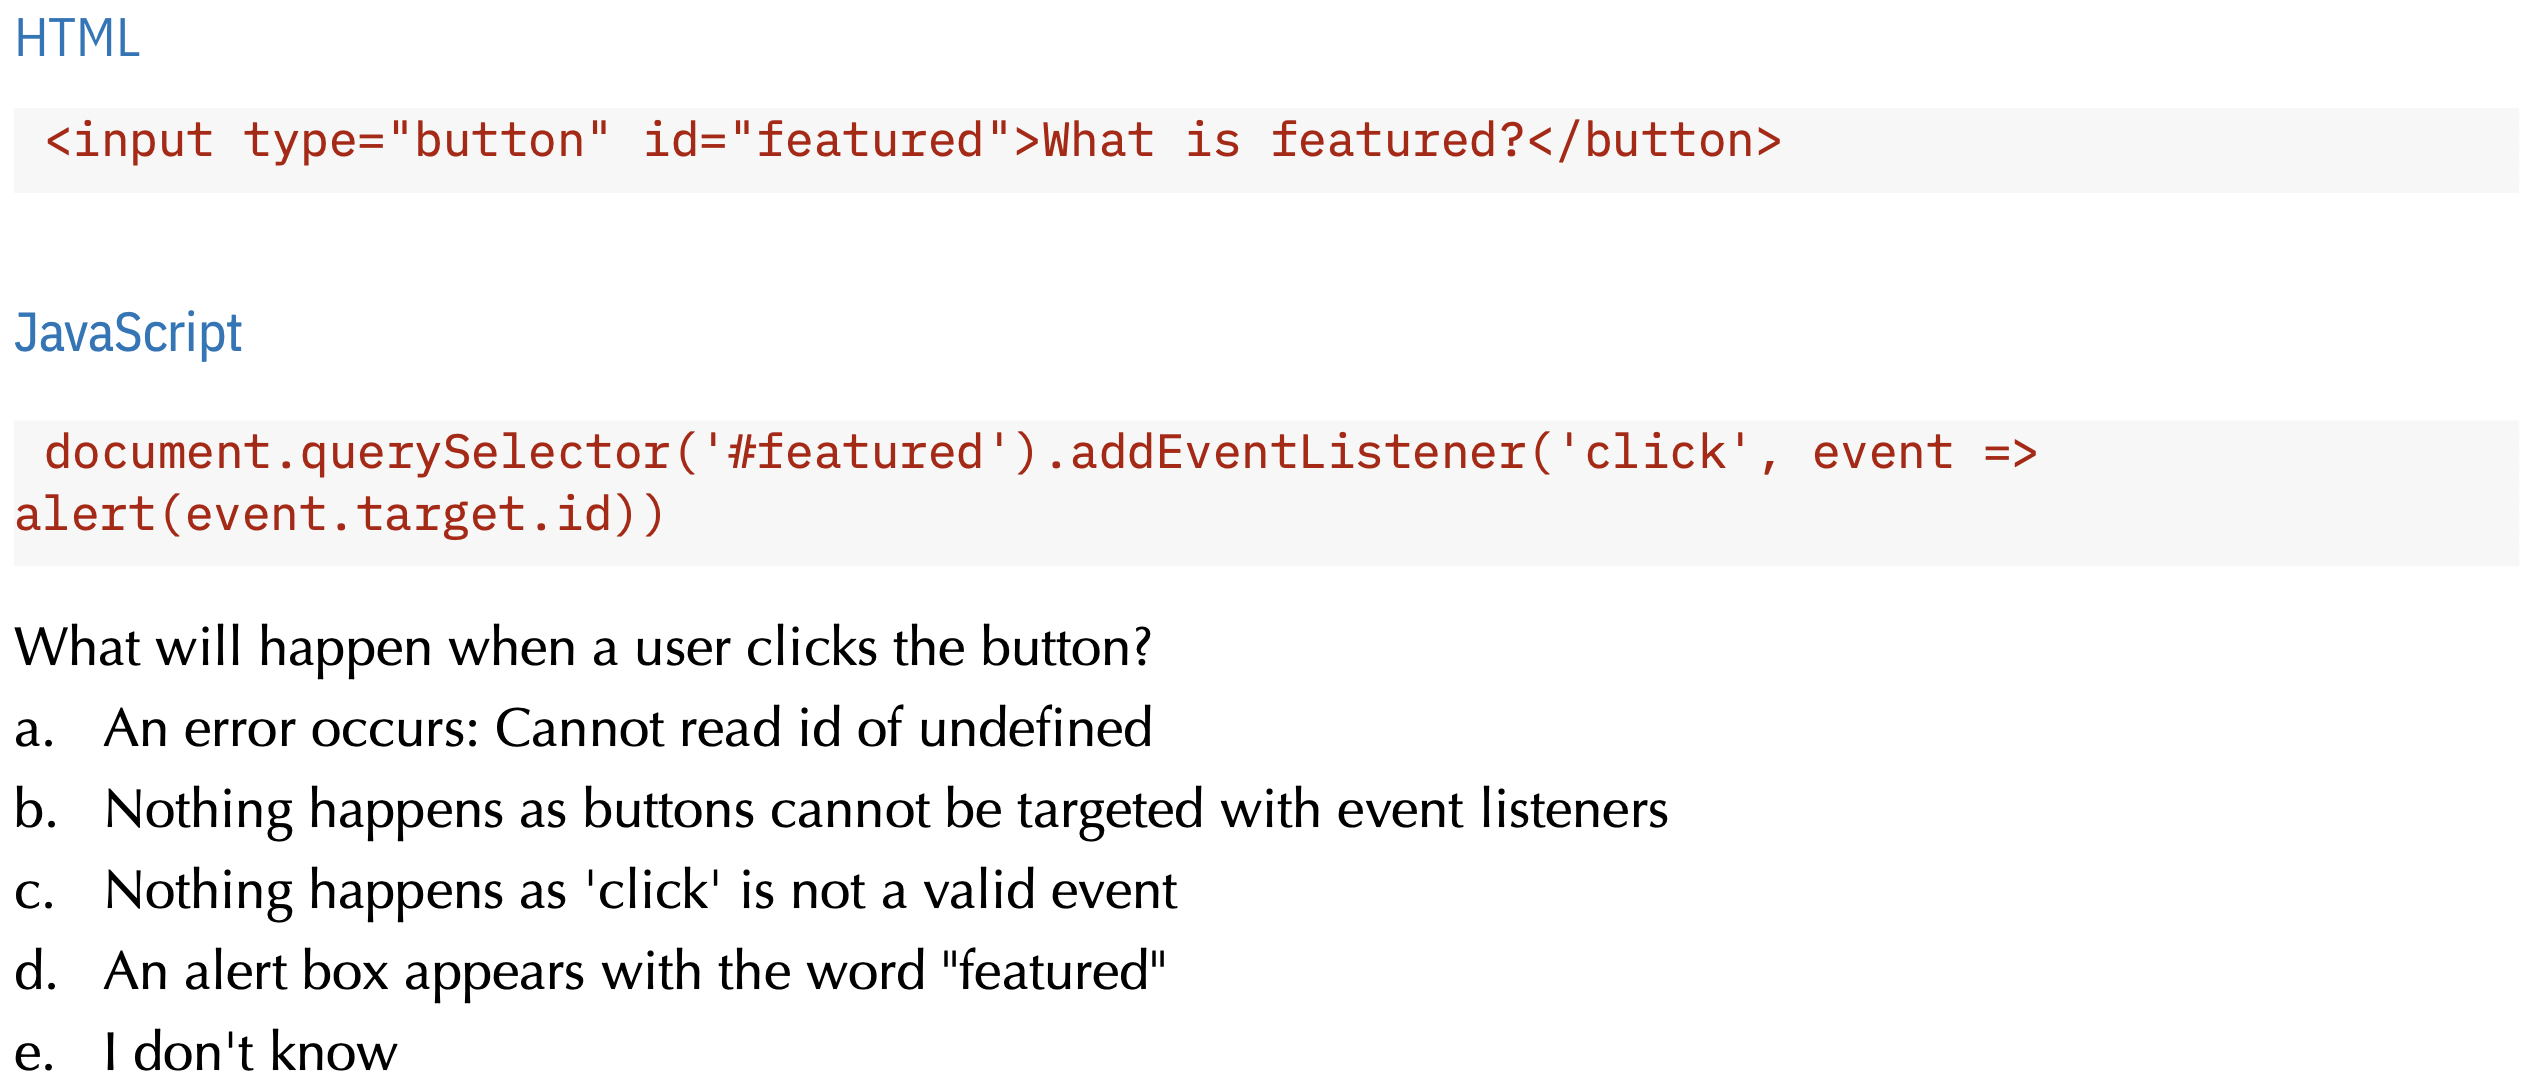 HTML
<input type="button" id="featured">What is featured?</button>
JavaScript
document.querySelector('#featured').addEventListener('click', event =>
alert(event.target.id))
What will happen when a user clicks the button?
a. An error occurs: Cannot read id of undefined
b. Nothing happens as buttons cannot be targeted with event listeners
c. Nothing happens as 'click' is not a valid event
d. An alert box appears with the word "featured"
e. I don't know